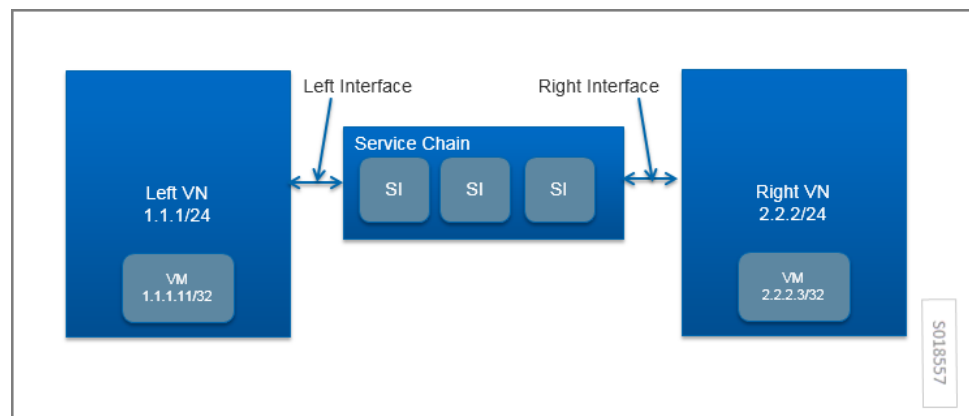 Left Interface
Right Interface
Service Chain
SI
SI
SI
Left VN
1.1.1/24
VM
1.1.1.11/32
Right VN
2.2.2/24
VM
2.2.2.3/32
S018557